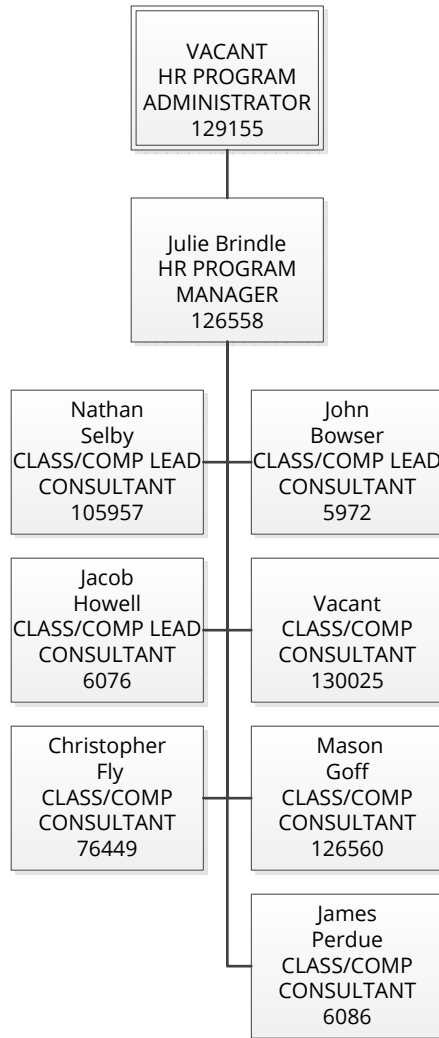 VACANT
HR PROGRAM
ADMINISTRATOR
129155
Julie Brindle
HR PROGRAM
MANAGER
126558
Nathan
Selby
CLASS/COMP LEAD
CONSULTANT
105957
John
Bowser
CLASS/COMP LEAD
CONSULTANT
5972
Jacob
Howell
CLASS/COMP LEAD
CONSULTANT
6076
Vacant
CLASS/COMP
CONSULTANT
130025
Christopher
Fly
CLASS/COMP
CONSULTANT
76449
Mason
Goff
CLASS/COMP
CONSULTANT
126560
James
Perdue
CLASS/COMP
CONSULTANT
6086